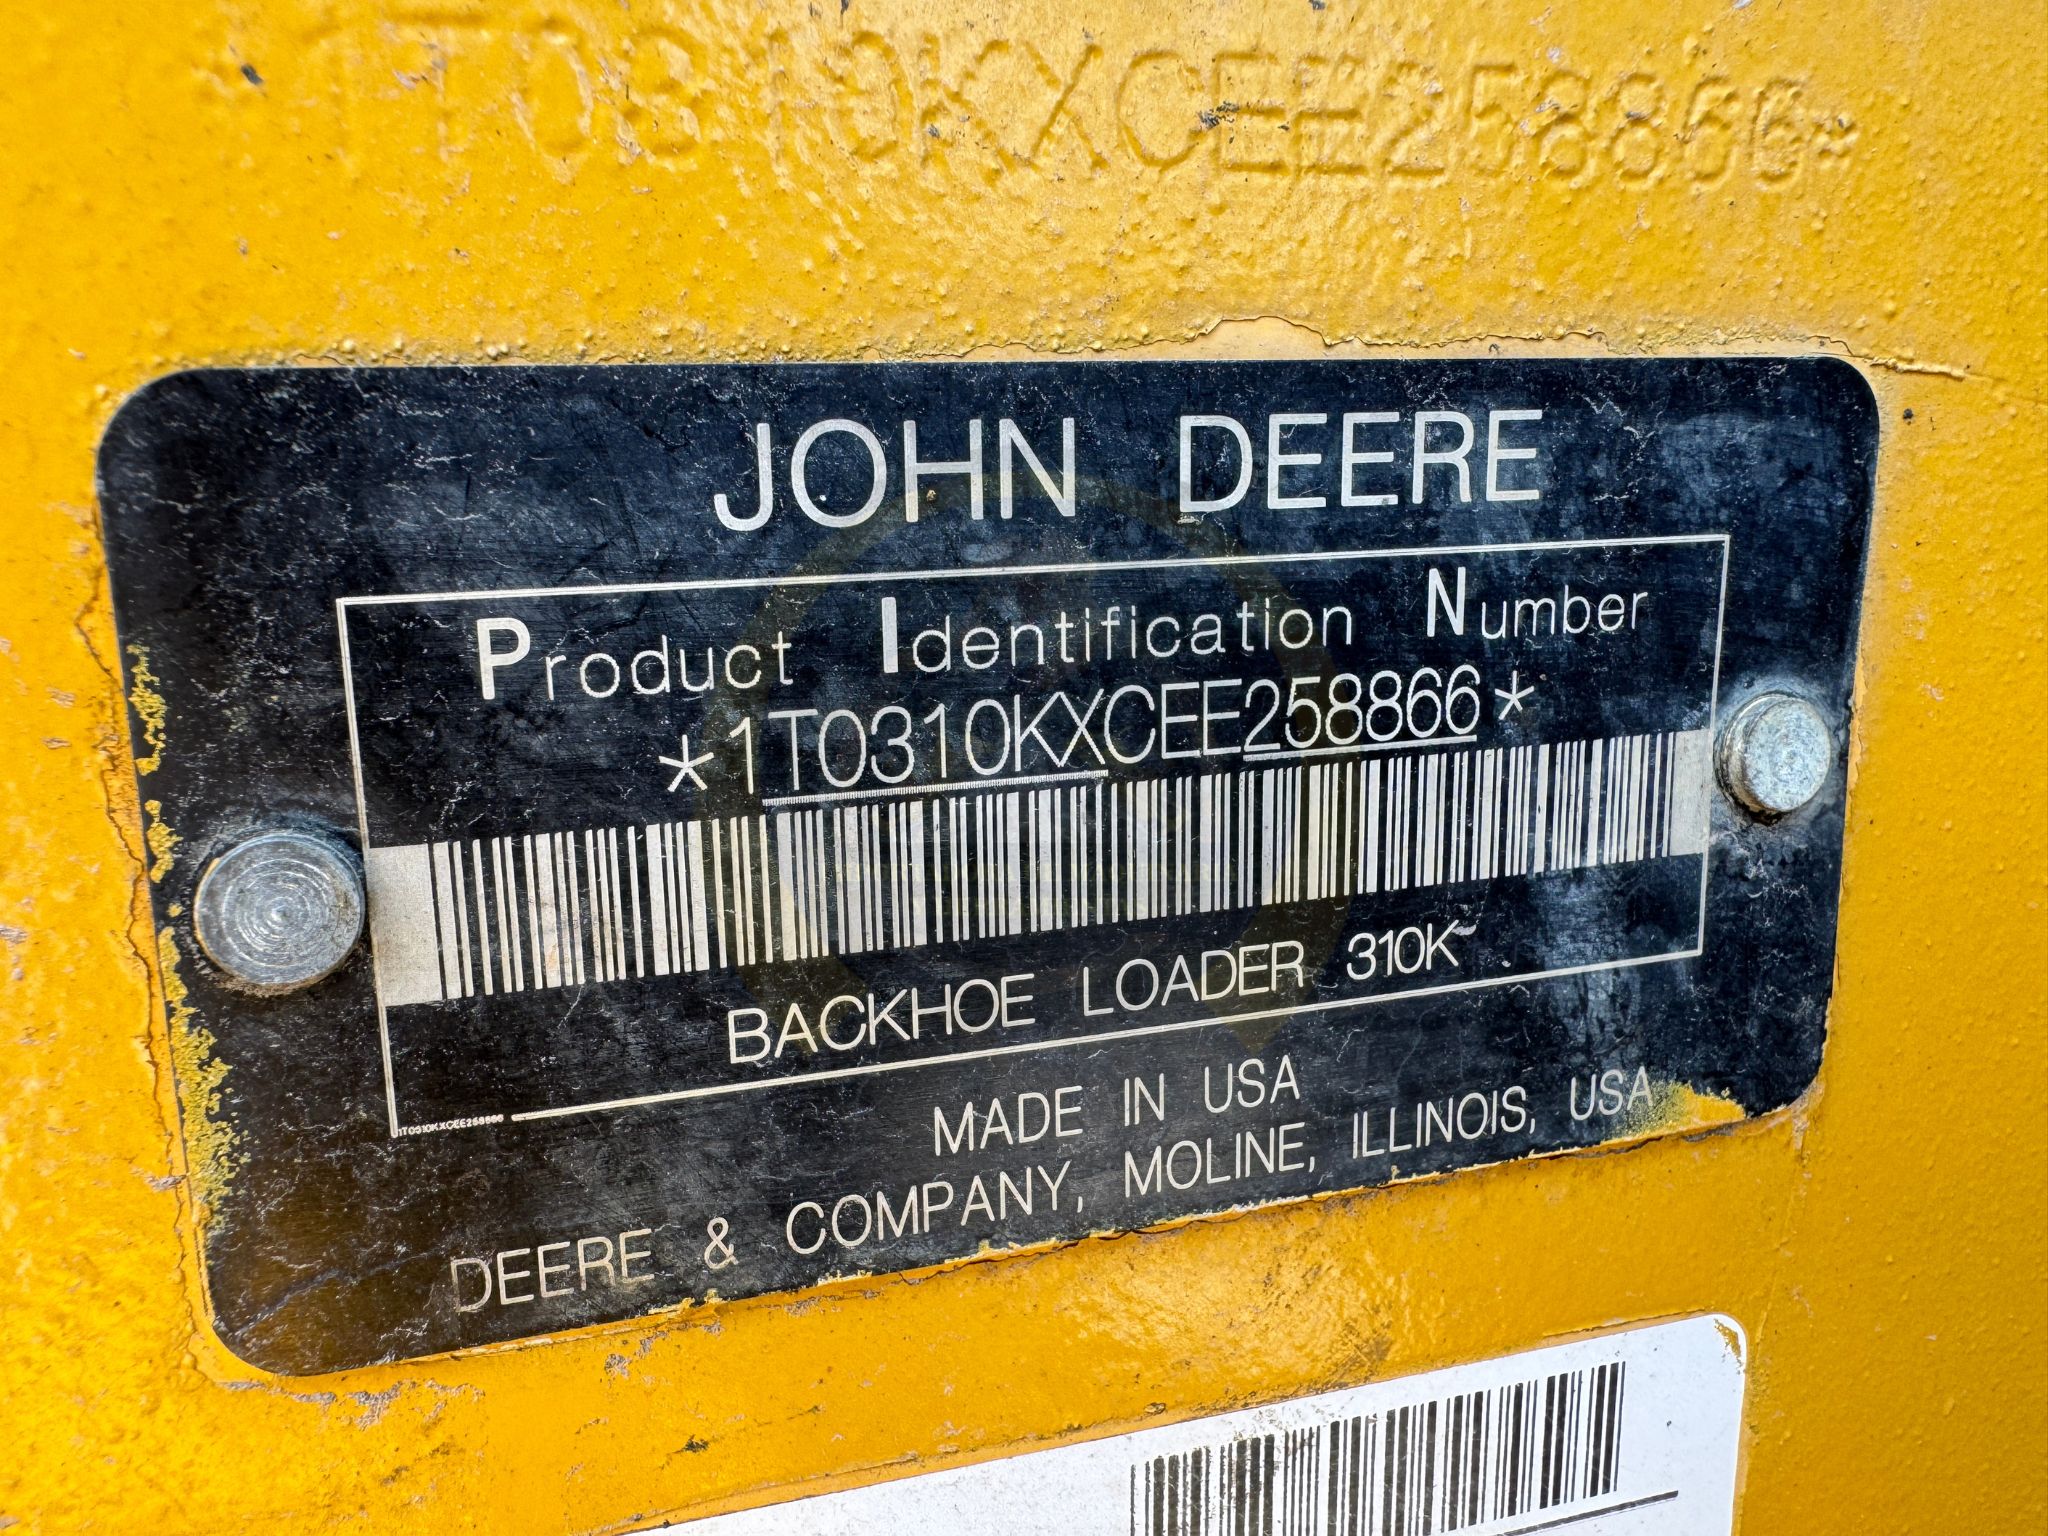 *1T0310KXCEE258866*
JOHN DEERE
Product Identification Number
*1T0310KXCEE258866*
BACKHOE LOADER 310K
1T0310KXCEE258866
MADE IN USA
DEERE & COMPANY, MOLINE, ILLINOIS, USA